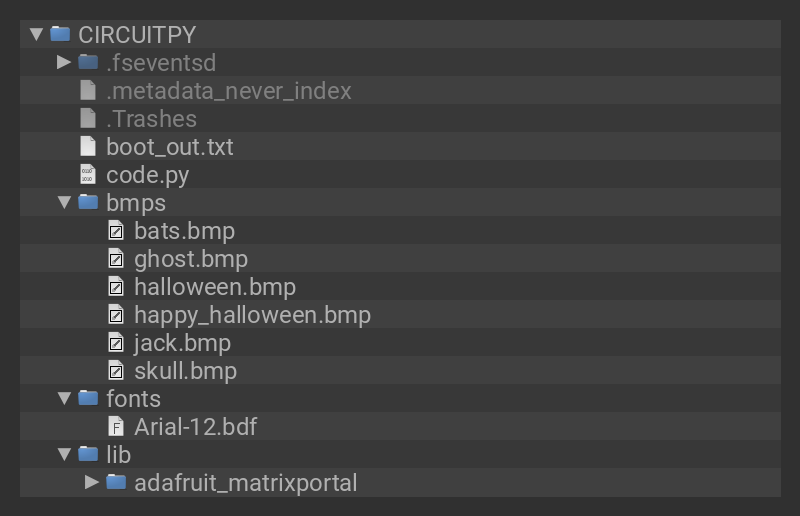 CIRCUITPY
.fseventsd
.metadata_never_index
.Trashes
boot_out.txt
code.py
bmps
bats.bmp
ghost.bmp
halloween.bmp
happy_halloween.bmp
jack.bmp
skull.bmp
fonts
Arial-12.bdf
lib
adafruit_matrixportal